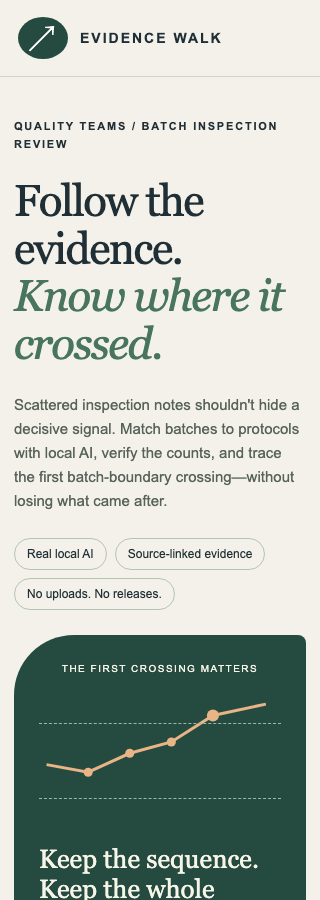 EVIDENCE WALK
QUALITY TEAMS / BATCH INSPECTION
REVIEW
Follow the
evidence.
Know where it
crossed.
Scattered inspection notes shouldn't hide a
decisive signal. Match batches to protocols
with local AI, verify the counts, and trace
the first batch-boundary crossing—without
losing what came after.
Real local AI
Source-linked evidence
No uploads. No releases.
THE FIRST CROSSING MATTERS
Keep the sequence.
Keep the whole